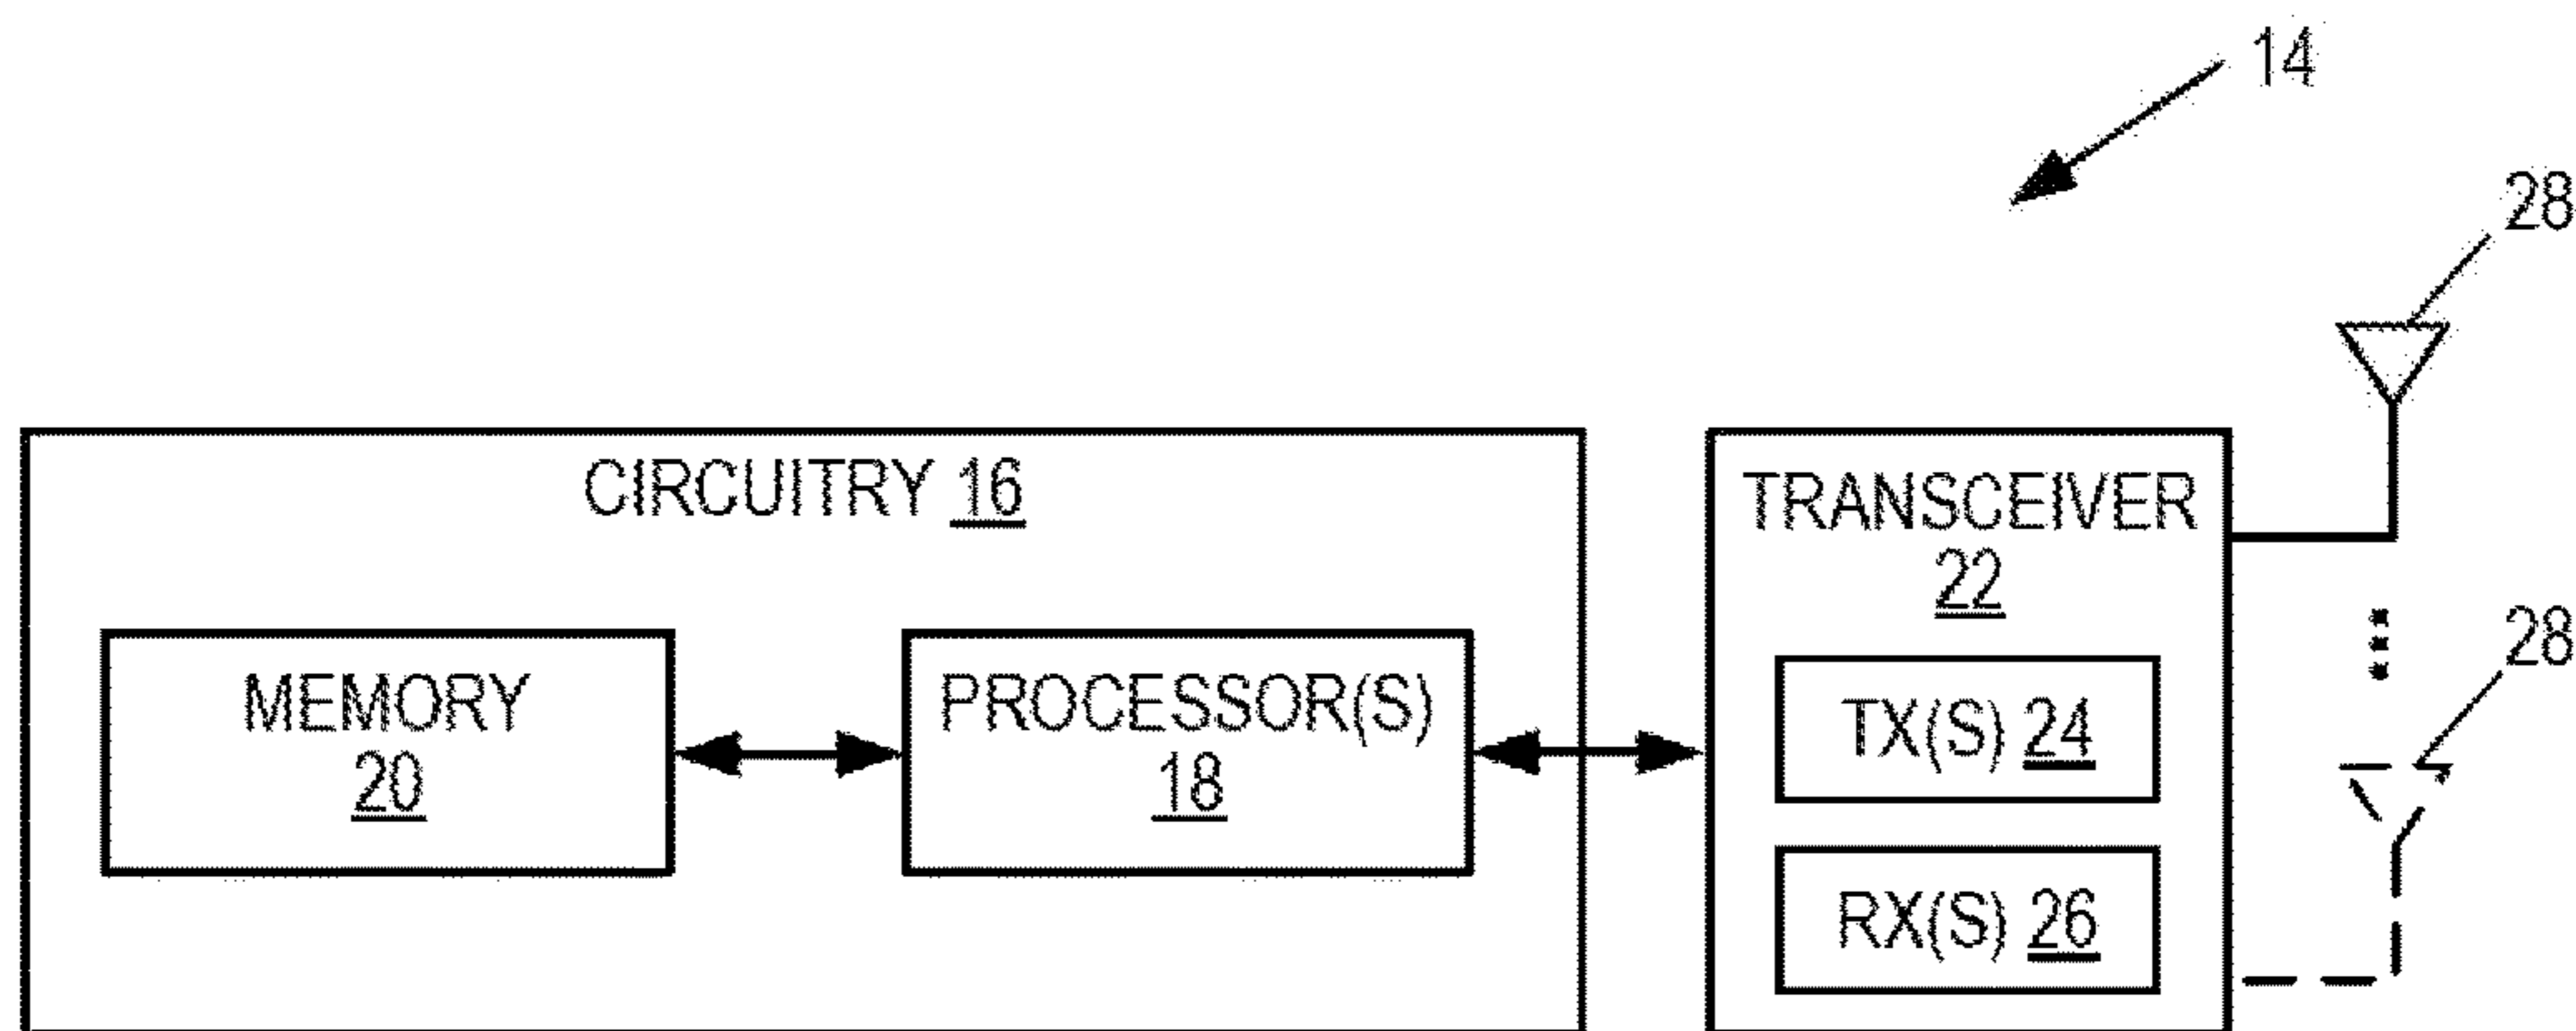 14
28
CIRCUITRY 16
TRANSCEIVER
22
MEMORY
20
PROCESSOR(S)
18
TX(S) 24
28
RX(S) 26